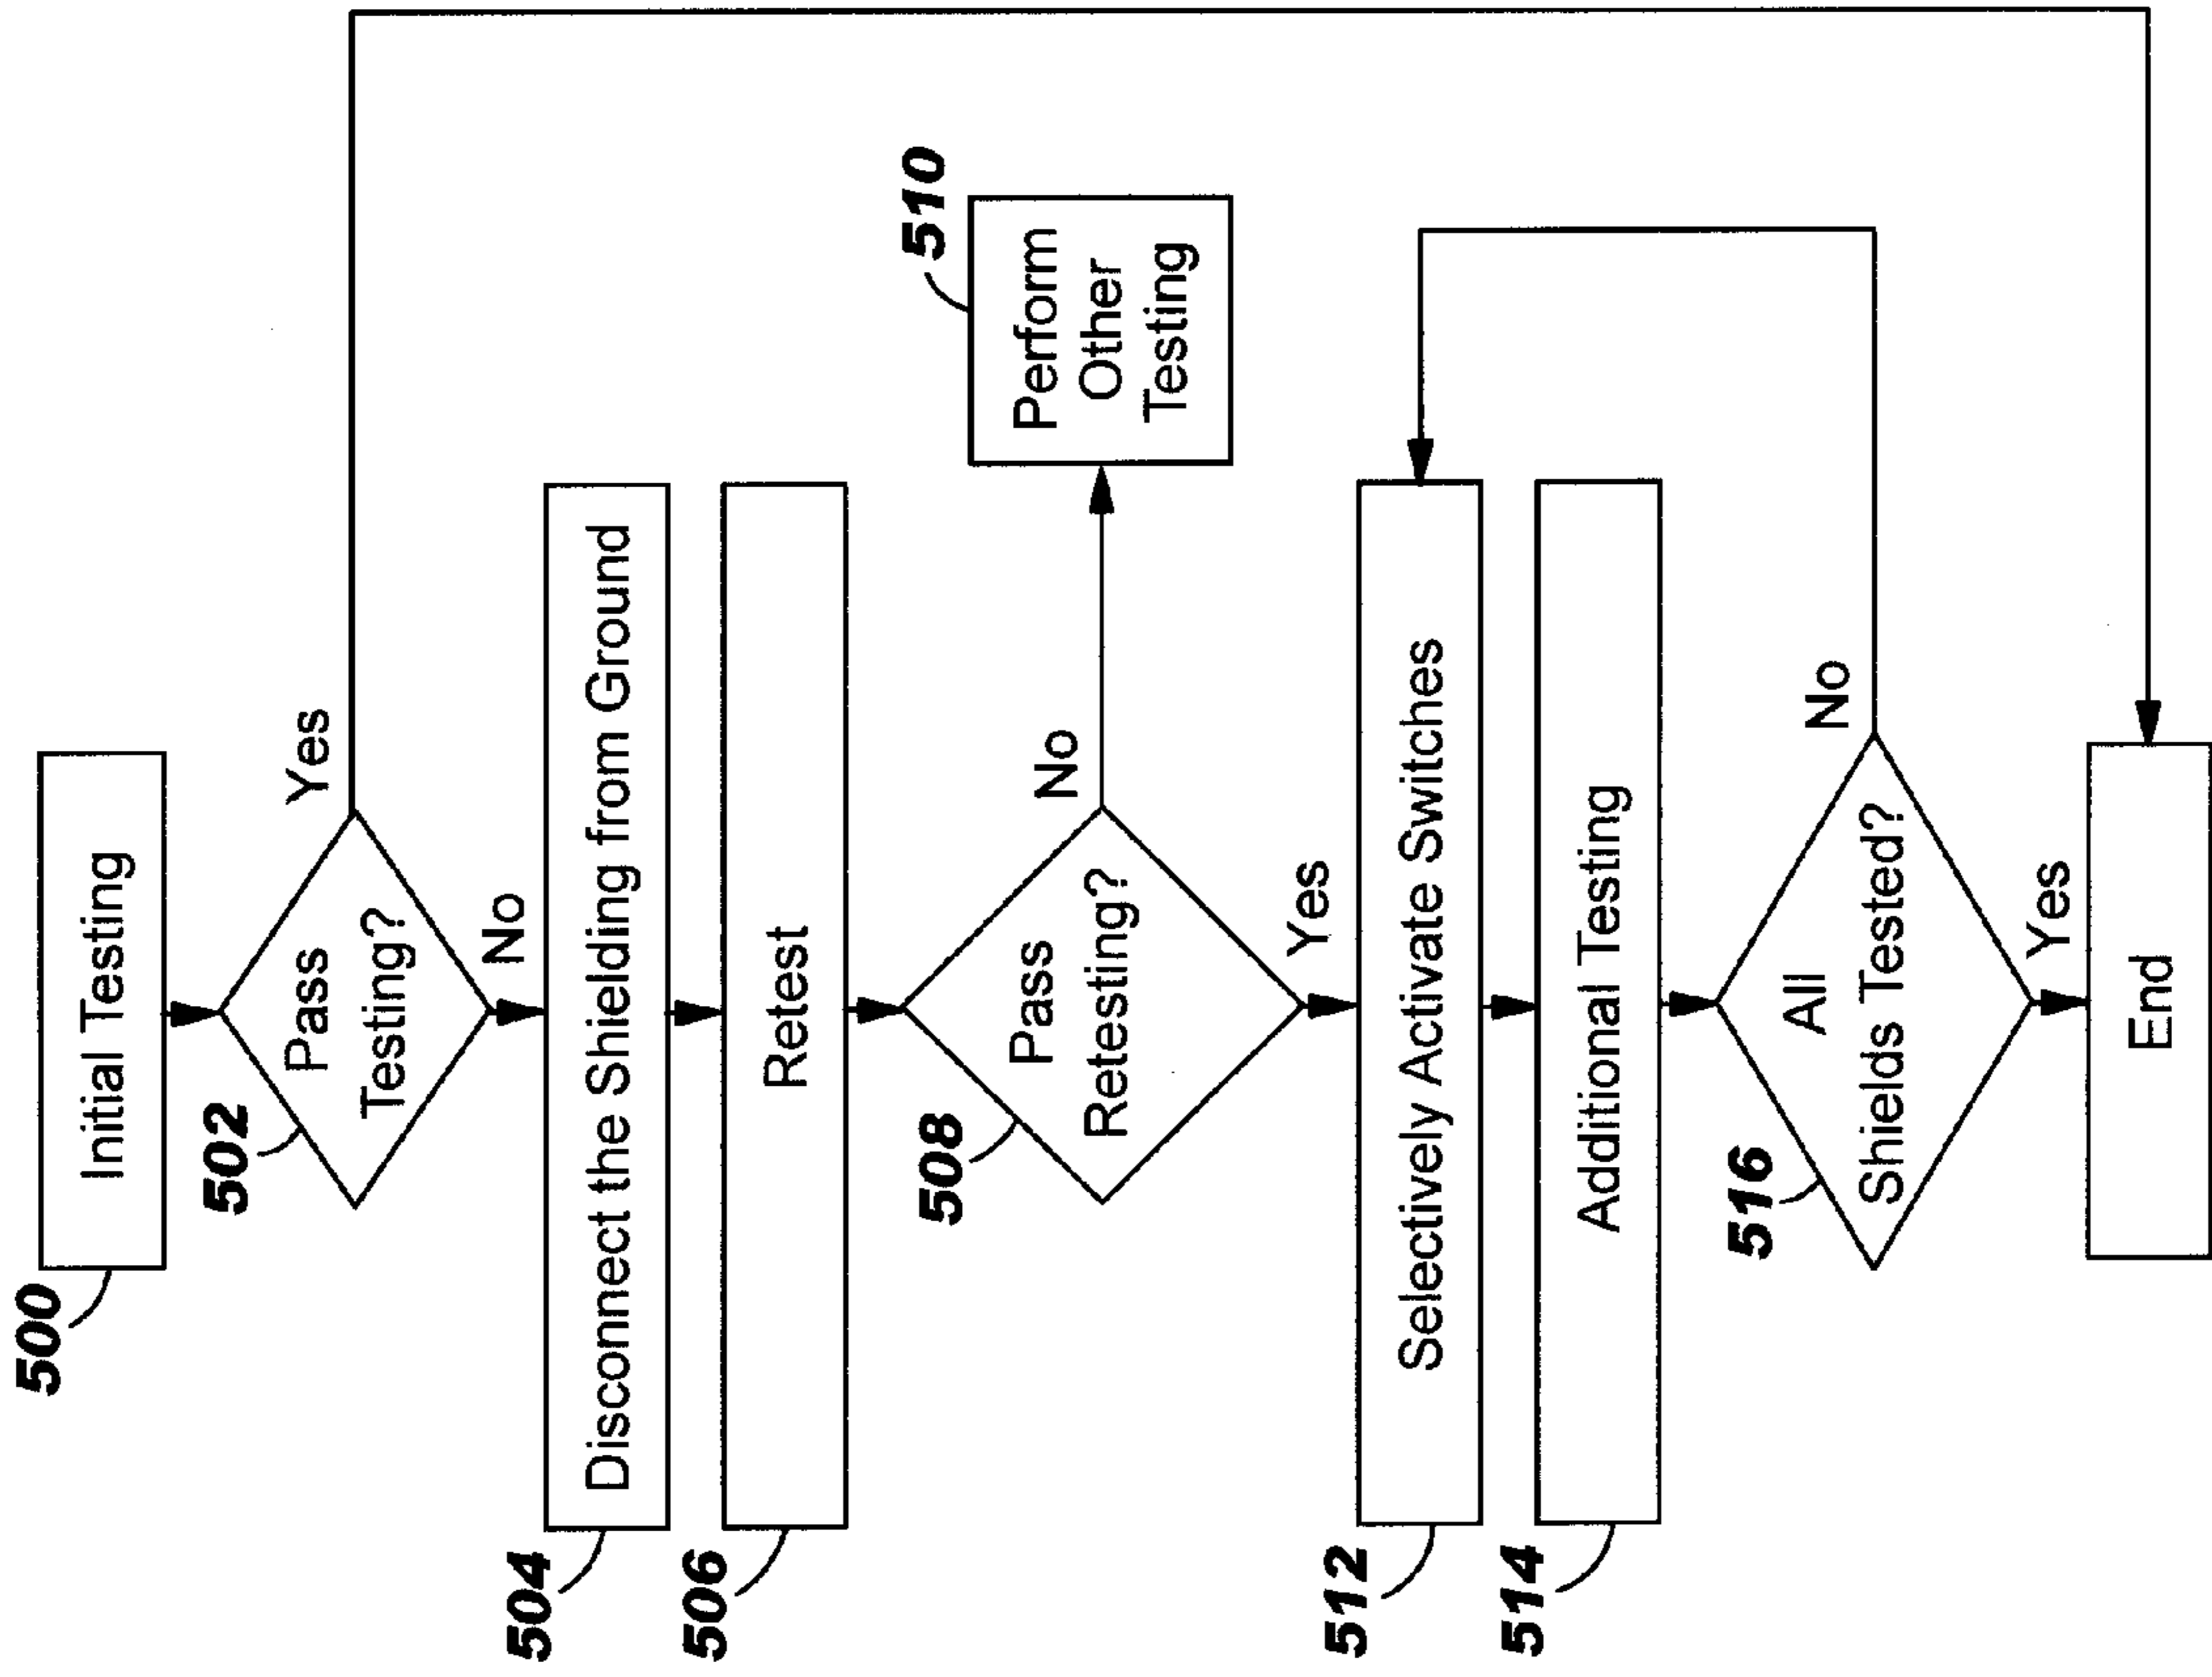 500
Initial Testing
502
Pass
Testing?
Yes
No
504
Disconnect the Shielding from Ground
506
Retest
508
Pass
Retesting?
No
510
Perform
Other
Testing
Yes
512
Selectively Activate Switches
514
Additional Testing
516
All
Shields Tested?
No
Yes
End